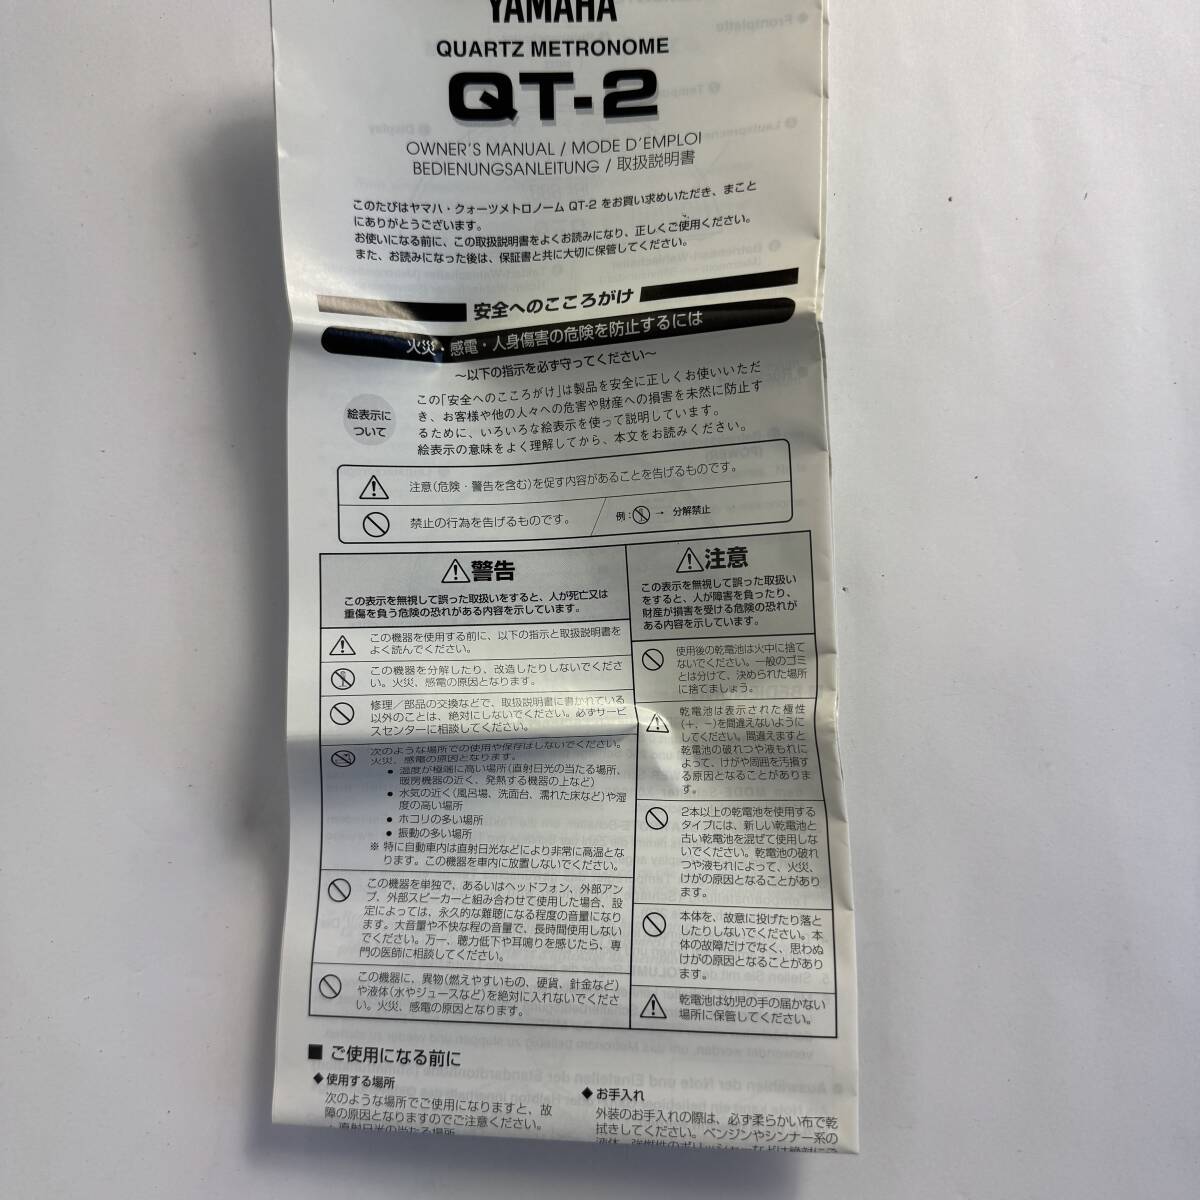 YAMAHA
QUARTZ METRONOME
QT-2
OWNER'S MANUAL / MODE D'EMPLOI
BEDIENUNGSANLEITUNG / 取扱説明書
このたびはヤマハ・クォーツメトロノーム QT-2 をお買い求めいただき、まこと
にありがとうございます。
お使いになる前に、この取扱説明書をよくお読みになり、正しくご使用ください。
また、お読みになった後は、保証書と共に大切に保管してください。
安全へのこころがけ
火災・感電・人身傷害の危険を防止するには
～以下の指示を必ず守ってください～
絵表示に
ついて
この「安全へのこころがけ」は製品を安全に正しくお使いいただ
き、お客様や他の人々への危害や財産への損害を未然に防止す
るために、いろいろな絵表示を使って説明しています。
絵表示の意味をよく理解してから、本文をお読みください。
注意(危険・警告を含む)を促す内容があることを告げるものです。
禁止の行為を告げるものです。
例: → 分解禁止
警告
この表示を無視して誤った取扱いをすると、人が死亡又は
重傷を負う危険の恐れがある内容を示しています。
この機器を使用する前に、以下の指示と取扱説明書を
よく読んでください。
この機器を分解したり、改造したりしないでくださ
い。火災、感電の原因となります。
修理/部品の交換などで、取扱説明書に書かれている
以外のことは、絶対にしないでください。必ずサービ
スセンターに相談してください。
次のような場所での使用や保存はしないでください。
火災、感電の原因となります。
● 温度が極端に高い場所(直射日光の当たる場所、
暖房機器の近く、発熱する機器の上など)
● 水気の近く(風呂場、洗面台、濡れた床など)や湿
度の高い場所
● ホコリの多い場所
● 振動の多い場所
※ 特に自動車内は直射日光などにより非常に高温とな
ります。この機器を車内に放置しないでください。
この機器を単独で、あるいはヘッドフォン、外部アン
プ、外部スピーカーと組み合わせて使用した場合、設
定によっては、永久的な難聴になる程度の音量になり
ます。大音量や不快な程の音量で、長時間使用しない
でください。万一、聴力低下や耳鳴りを感じたら、専
門の医師に相談してください。
この機器に、異物(燃えやすいもの、硬貨、針金など)
や液体(水やジュースなど)を絶対に入れないでくださ
い。火災、感電の原因となります。
注意
この表示を無視して誤った取扱い
をすると、人が障害を負ったり、
財産が損害を受ける危険の恐れが
ある内容を示しています。
使用後の乾電池は火中に捨て
ないでください。一般のゴミ
とは分けて、決められた場所
に捨てましょう。
乾電池は表示された極性
(+、−)を間違えないように
してください。間違えますと
乾電池の破れつや液もれに
よって、けがや周囲を汚損す
る原因となることがありま
す。
2本以上の乾電池を使用する
タイプには、新しい乾電池と
古い乾電池を混ぜて使用しな
いでください。乾電池の破れ
つや液もれによって、火災、
けがの原因となることがあり
ます。
本体を、故意に投げたり落と
したりしないでください。本
体の故障だけでなく、思わぬ
けがの原因となることがあり
ます。
乾電池は幼児の手の届かない
場所に保管してください。
■ ご使用になる前に
◆使用する場所
次のような場所でご使用になりますと、故
障の原因となりますのでご注意ください。
・直射日光の当たる場所
◆お手入れ
外装のお手入れの際は、必ず柔らかい布で乾
拭きしてください。ベンジンやシンナー系の